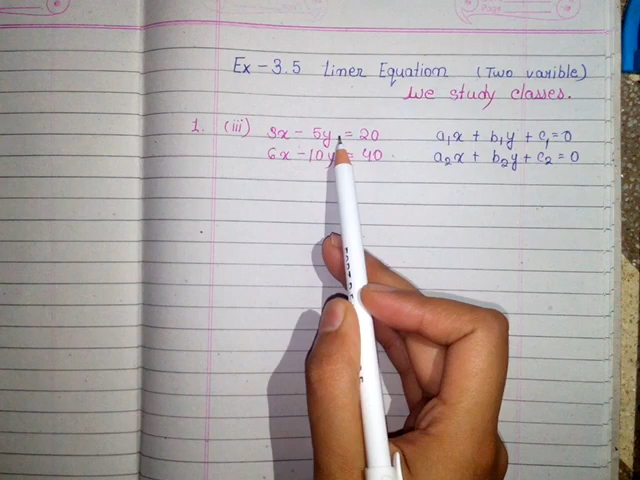 Page
Ex - 3.5 Liner Equation (Two varible)
We study classes.
1. (iii) 3x - 5y = 20 a₁x + b₁y + c₁ = 0
6x - 10y = 40. a₂x + b₂y + c₂ = 0